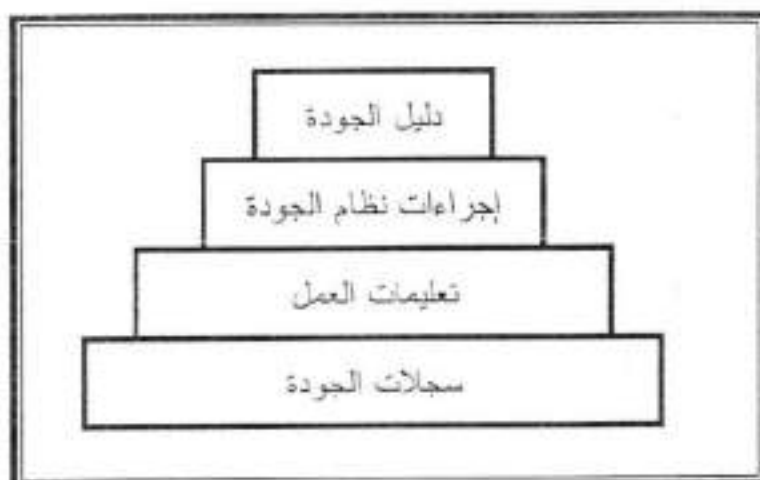 دليل الجودة
إجراءات نظام الجودة
تعليمات العمل
سجلات الجودة